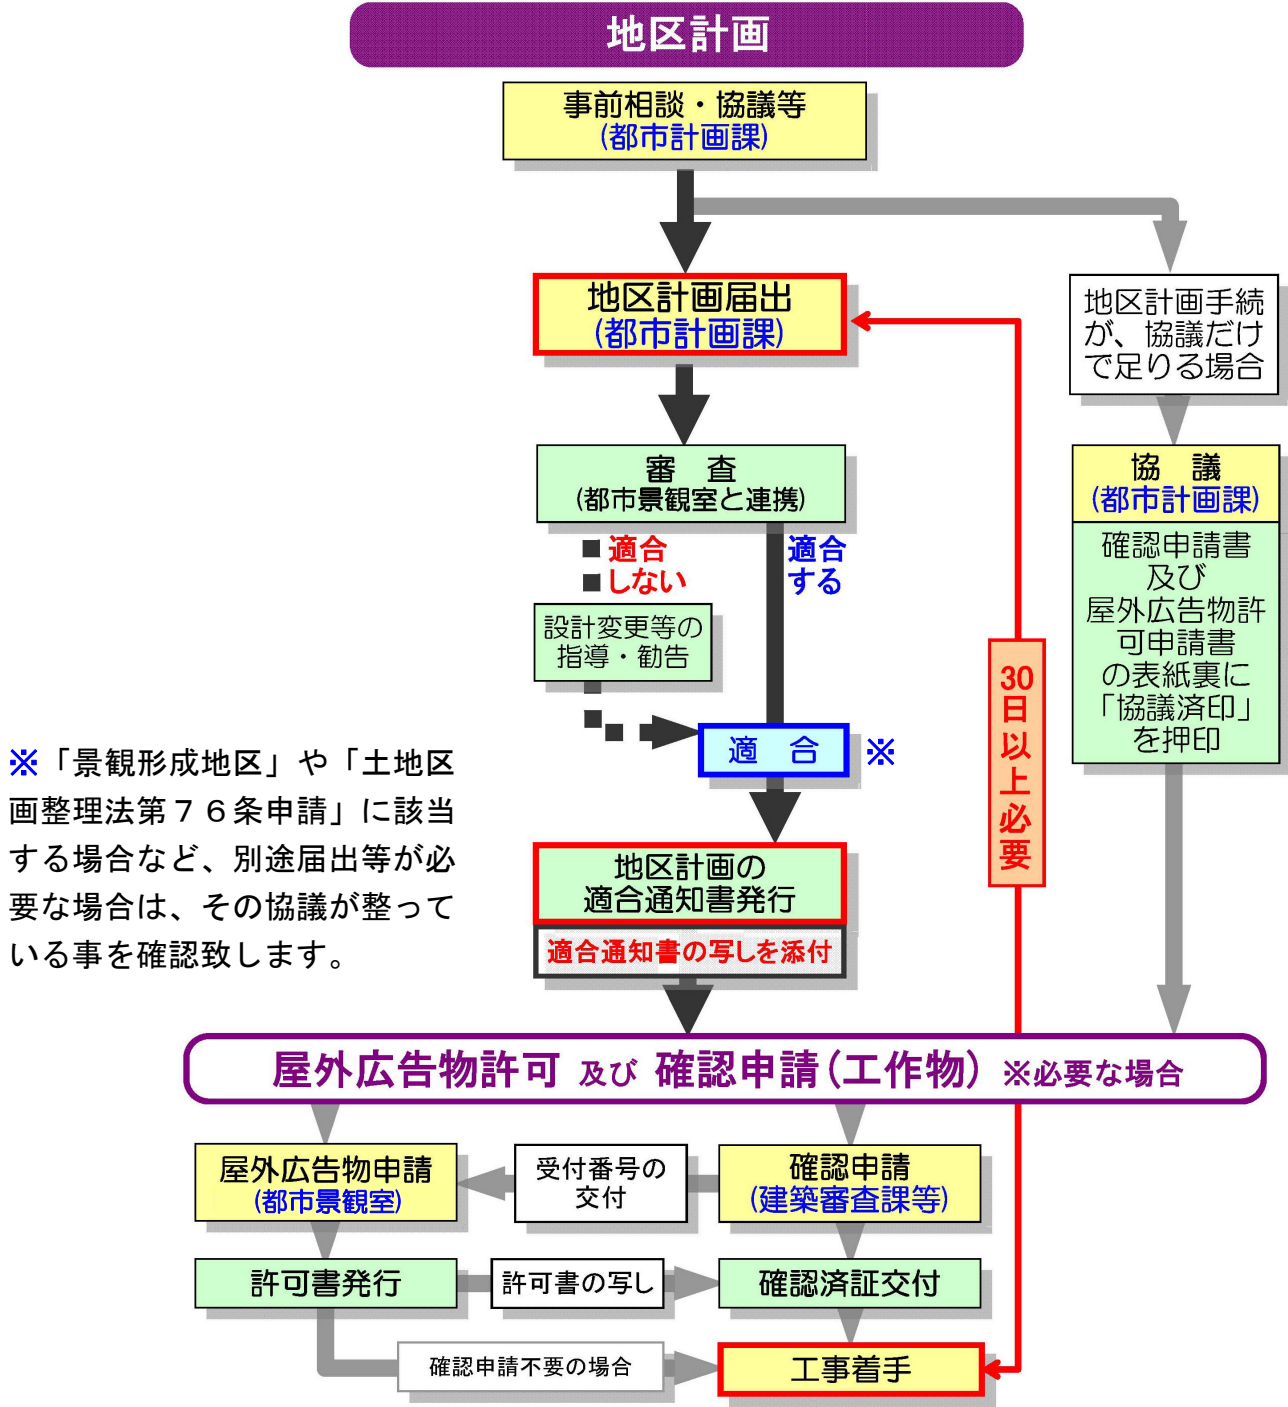 地区計画
事前相談・協議等
(都市計画課)
地区計画届出
(都市計画課)
地区計画手続
が、協議だけ
で足りる場合
審　査
(都市景観室と連携)
適合
しない
適合
する
設計変更等の
指導・勧告
適　合
※
協　議
(都市計画課)
確認申請書
及び
屋外広告物許
可申請書
の表紙裏に
「協議済印」
を押印
30
日
以
上
必
要
※「景観形成地区」や「土地区
画整理法第７６条申請」に該当
する場合など、別途届出等が必
要な場合は、その協議が整って
いる事を確認致します。
地区計画の
適合通知書発行
適合通知書の写しを添付
屋外広告物許可 及び 確認申請(工作物) ※必要な場合
屋外広告物申請
(都市景観室)
受付番号の
交付
確認申請
(建築審査課等)
許可書発行
許可書の写し
確認済証交付
確認申請不要の場合
工事着手